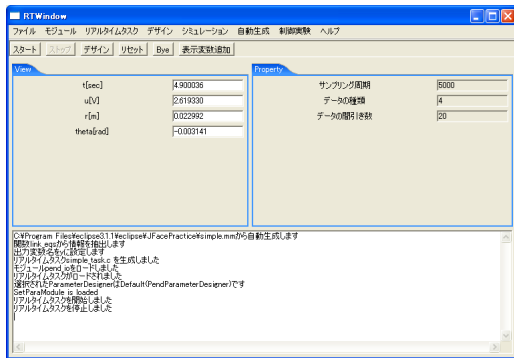 RTWindow
ファイル モジュール リアルタイムタスク デザイン シミュレーション 自動生成 制御実験 ヘルプ
スタート ストップ デザイン リセット Bye 表示変数追加
View Property
t[sec] 4.900036 サンプリング周期 5000
u[V] 2.619330 データの種類 4
r[m] 0.022992 データの間引き数 20
theta[rad] -0.003141
C:¥Program Files¥eclipse3.1.1¥eclipse¥JFacePractice¥simple.mmから自動生成します
関数link_eqsから情報を抽出します
出力変数名をyに設定します
リアルタイムタスクsimple_task.c を生成しました
モジュールpend_ioをロードしました
リアルタイムタスクがロードされました
選択されたParameterDesignerはDefault(PendParameterDesigner)です
SetParaModule is loaded
リアルタイムタスクを開始しました
リアルタイムタスクを停止しました